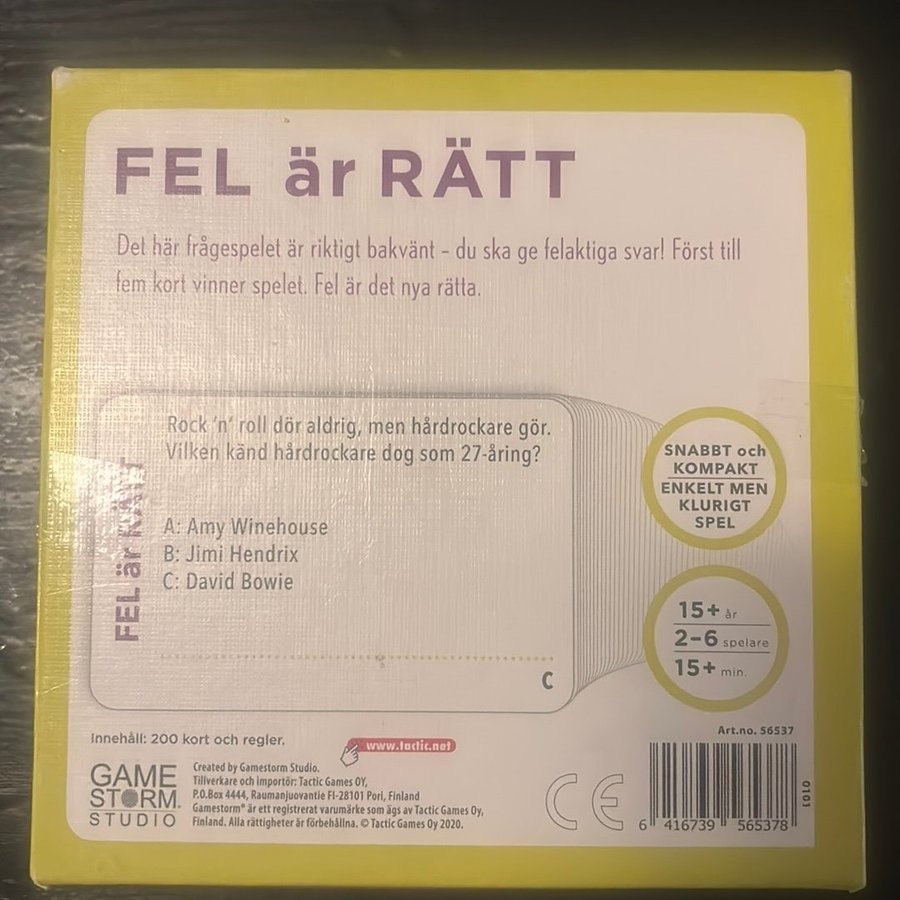 FEL är RÄTT
Det här frågespelet är riktigt bakvänt – du ska ge felaktiga svar! Först till
fem kort vinner spelet. Fel är det nya rätta.
Rock 'n' roll dör aldrig, men hårdrockare gör.
Vilken känd hårdrockare dog som 27-åring?
A: Amy Winehouse
B: Jimi Hendrix
C: David Bowie
C
FEL är RÄTT
SNABBT och
KOMPAKT
ENKELT MEN
KLURIGT
SPEL
15+ år
2–6 spelare
15+ min.
Innehåll: 200 kort och regler.
www.tactic.net
Art.no. 56537
GAME
STORM.
STUDIO
Created by Gamestorm Studio.
Tillverkare och importör: Tactic Games OY,
P.O.Box 4444, Raumanjuovantie FI-28101 Pori, Finland
Gamestorm® är ett registrerat varumärke som ägs av Tactic Games Oy,
Finland. Alla rättigheter är förbehållna. © Tactic Games Oy 2020.
CE
6 416739 565378
0101